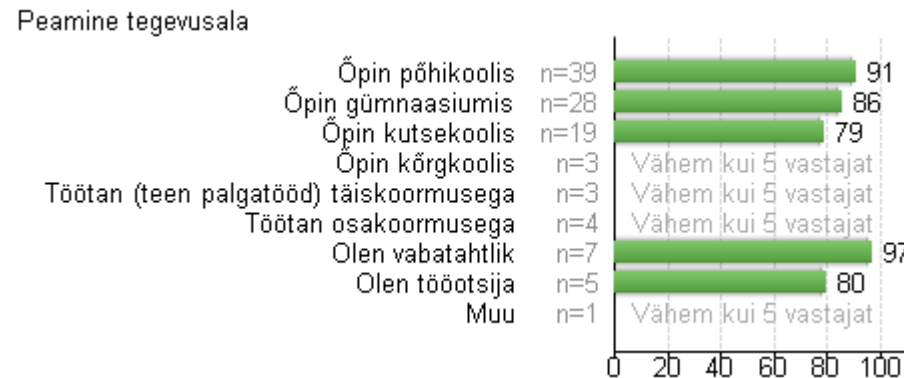 Peamine tegevusala
Õpin põhikoolis n=39 91
Õpin gümnaasiumis n=28 86
Õpin kutsekoolis n=19 79
Õpin kõrgkoolis n=3 Vähem kui 5 vastajat
Töötan (teen palgatööd) täiskoormusega n=3 Vähem kui 5 vastajat
Töötan osakoormusega n=4 Vähem kui 5 vastajat
Olen vabatahtlik n=7 97
Olen tööotsija n=5 80
Muu n=1 Vähem kui 5 vastajat
0 20 40 60 80 100